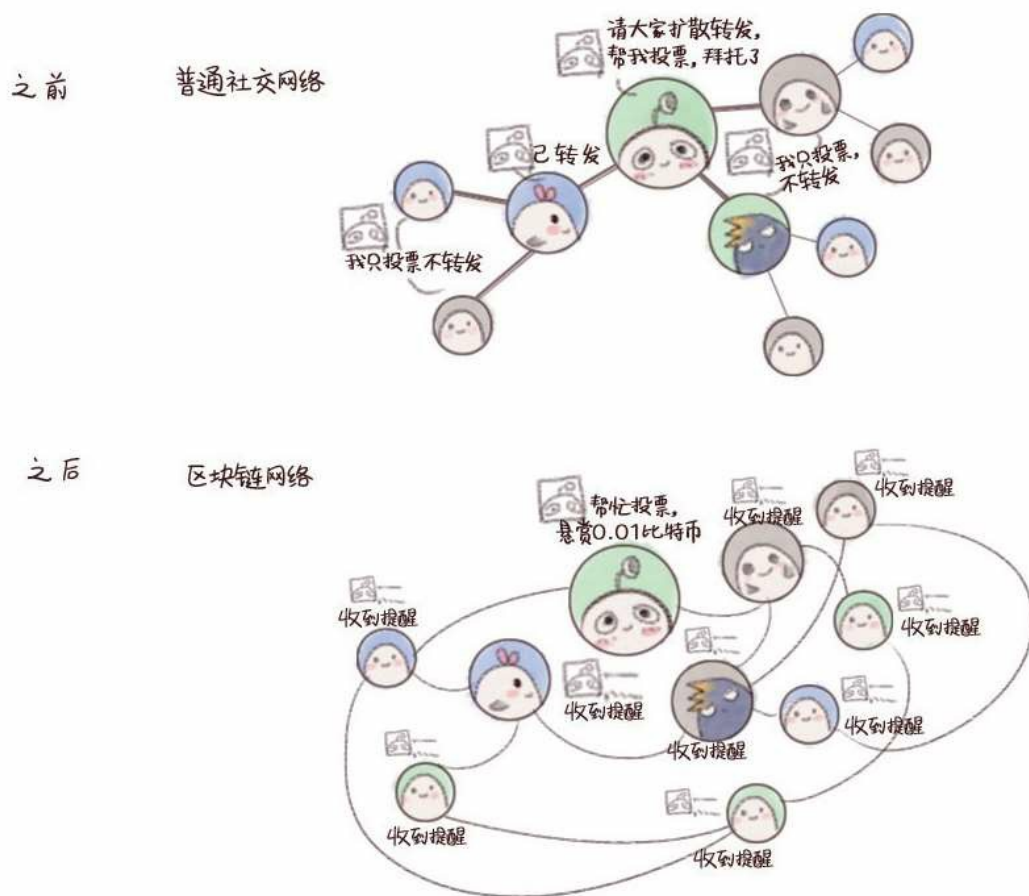 之前
普通社交网络
请大家扩散转发,
帮我投票, 拜托了
已转发
我只投票,
不转发
我只投票不转发
之后
区块链网络
帮忙投票,
悬赏0.01比特币
收到提醒
收到提醒
收到提醒
收到提醒
收到提醒
收到提醒
收到提醒
收到提醒
收到提醒
收到提醒